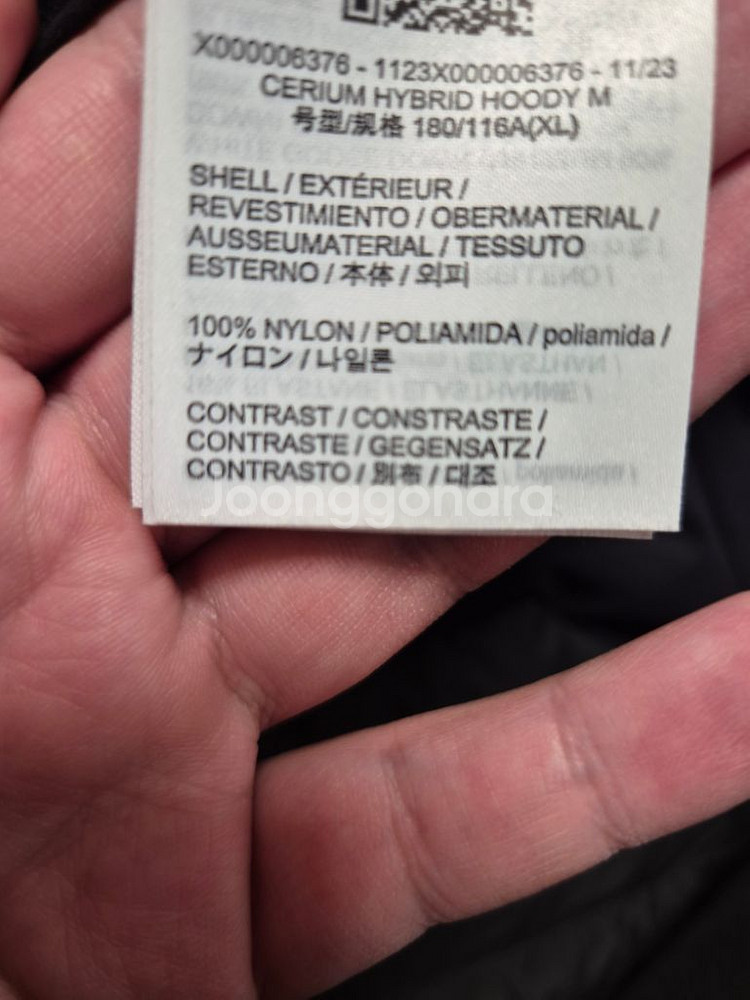 X000006376 - 1123X000006376 - 11/23
CERIUM HYBRID HOODY M
号型/规格 180/116A(XL)
SHELL / EXTÉRIEUR /
REVESTIMIENTO / OBERMATERIAL /
AUSSEUMATERIAL / TESSUTO
ESTERNO / 本体 / 외피
100% NYLON / POLIAMIDA / poliamida /
ナイロン / 나일론
CONTRAST / CONSTRASTE /
CONTRASTE / GEGENSATZ /
CONTRASTO / 別布 / 대조
Joonggonara